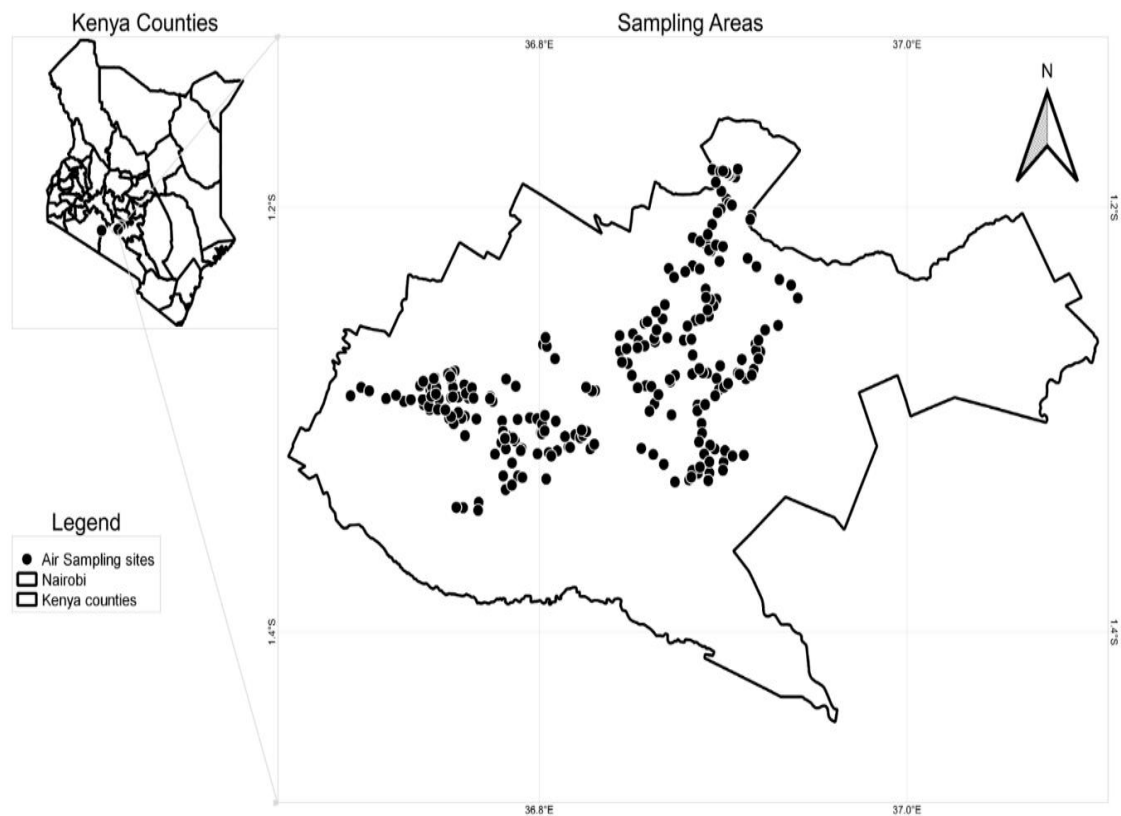 Kenya Counties
Sampling Areas
36.8°E
37.0°E
N
1.2°S
1.2°S
Legend
Air Sampling sites
Nairobi
Kenya counties
1.4°S
1.4°S
36.8°E
37.0°E